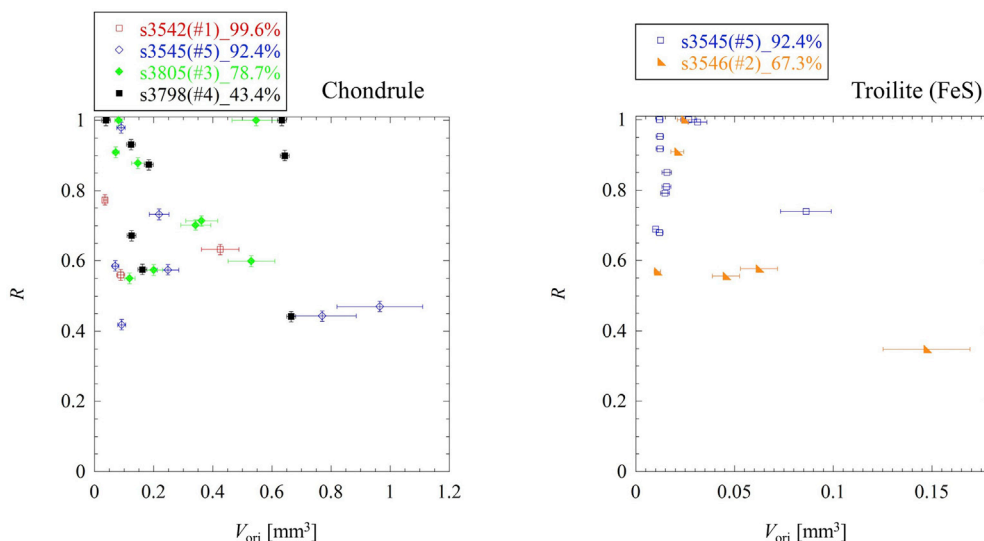 s3542(#1)_99.6%
s3545(#5)_92.4%
s3805(#3)_78.7%
s3798(#4)_43.4%
Chondrule
1
0.8
0.6
0.4
0.2
0
R
0
0.2
0.4
0.6
0.8
1
1.2
V_ori [mm³]
s3545(#5)_92.4%
s3546(#2)_67.3%
Troilite (FeS)
1
0.8
0.6
0.4
0.2
0
R
0
0.05
0.1
0.15
V_ori [mm³]